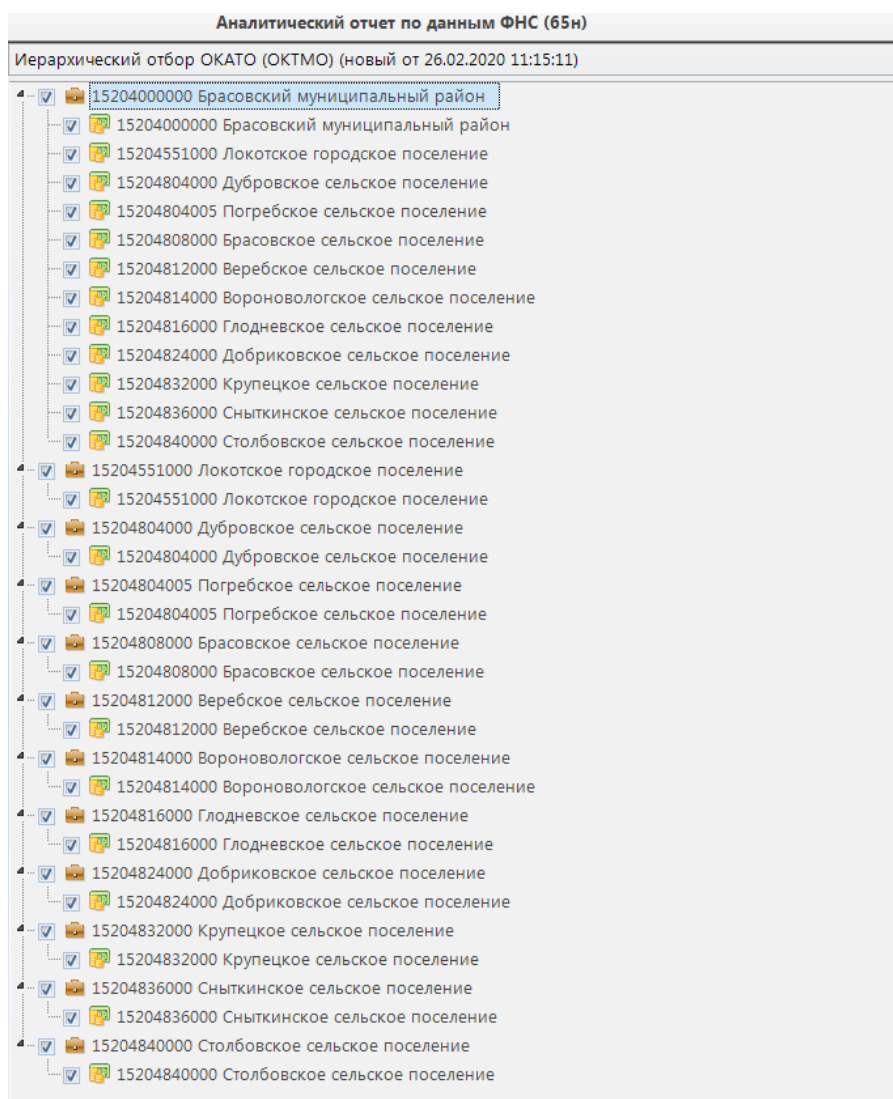 Аналитический отчет по данным ФНС (65н)
Иерархический отбор ОКАТО (ОКТМО) (новый от 26.02.2020 11:15:11)
15204000000 Брасовский муниципальный район
15204000000 Брасовский муниципальный район
15204551000 Локотское городское поселение
15204804000 Дубровское сельское поселение
15204804005 Погребское сельское поселение
15204808000 Брасовское сельское поселение
15204812000 Веребское сельское поселение
15204814000 Вороновологское сельское поселение
15204816000 Глодневское сельское поселение
15204824000 Добриковское сельское поселение
15204832000 Крупецкое сельское поселение
15204836000 Сныткинское сельское поселение
15204840000 Столбовское сельское поселение
15204551000 Локотское городское поселение
15204551000 Локотское городское поселение
15204804000 Дубровское сельское поселение
15204804000 Дубровское сельское поселение
15204804005 Погребское сельское поселение
15204804005 Погребское сельское поселение
15204808000 Брасовское сельское поселение
15204808000 Брасовское сельское поселение
15204812000 Веребское сельское поселение
15204812000 Веребское сельское поселение
15204814000 Вороновологское сельское поселение
15204814000 Вороновологское сельское поселение
15204816000 Глодневское сельское поселение
15204816000 Глодневское сельское поселение
15204824000 Добриковское сельское поселение
15204824000 Добриковское сельское поселение
15204832000 Крупецкое сельское поселение
15204832000 Крупецкое сельское поселение
15204836000 Сныткинское сельское поселение
15204836000 Сныткинское сельское поселение
15204840000 Столбовское сельское поселение
15204840000 Столбовское сельское поселение